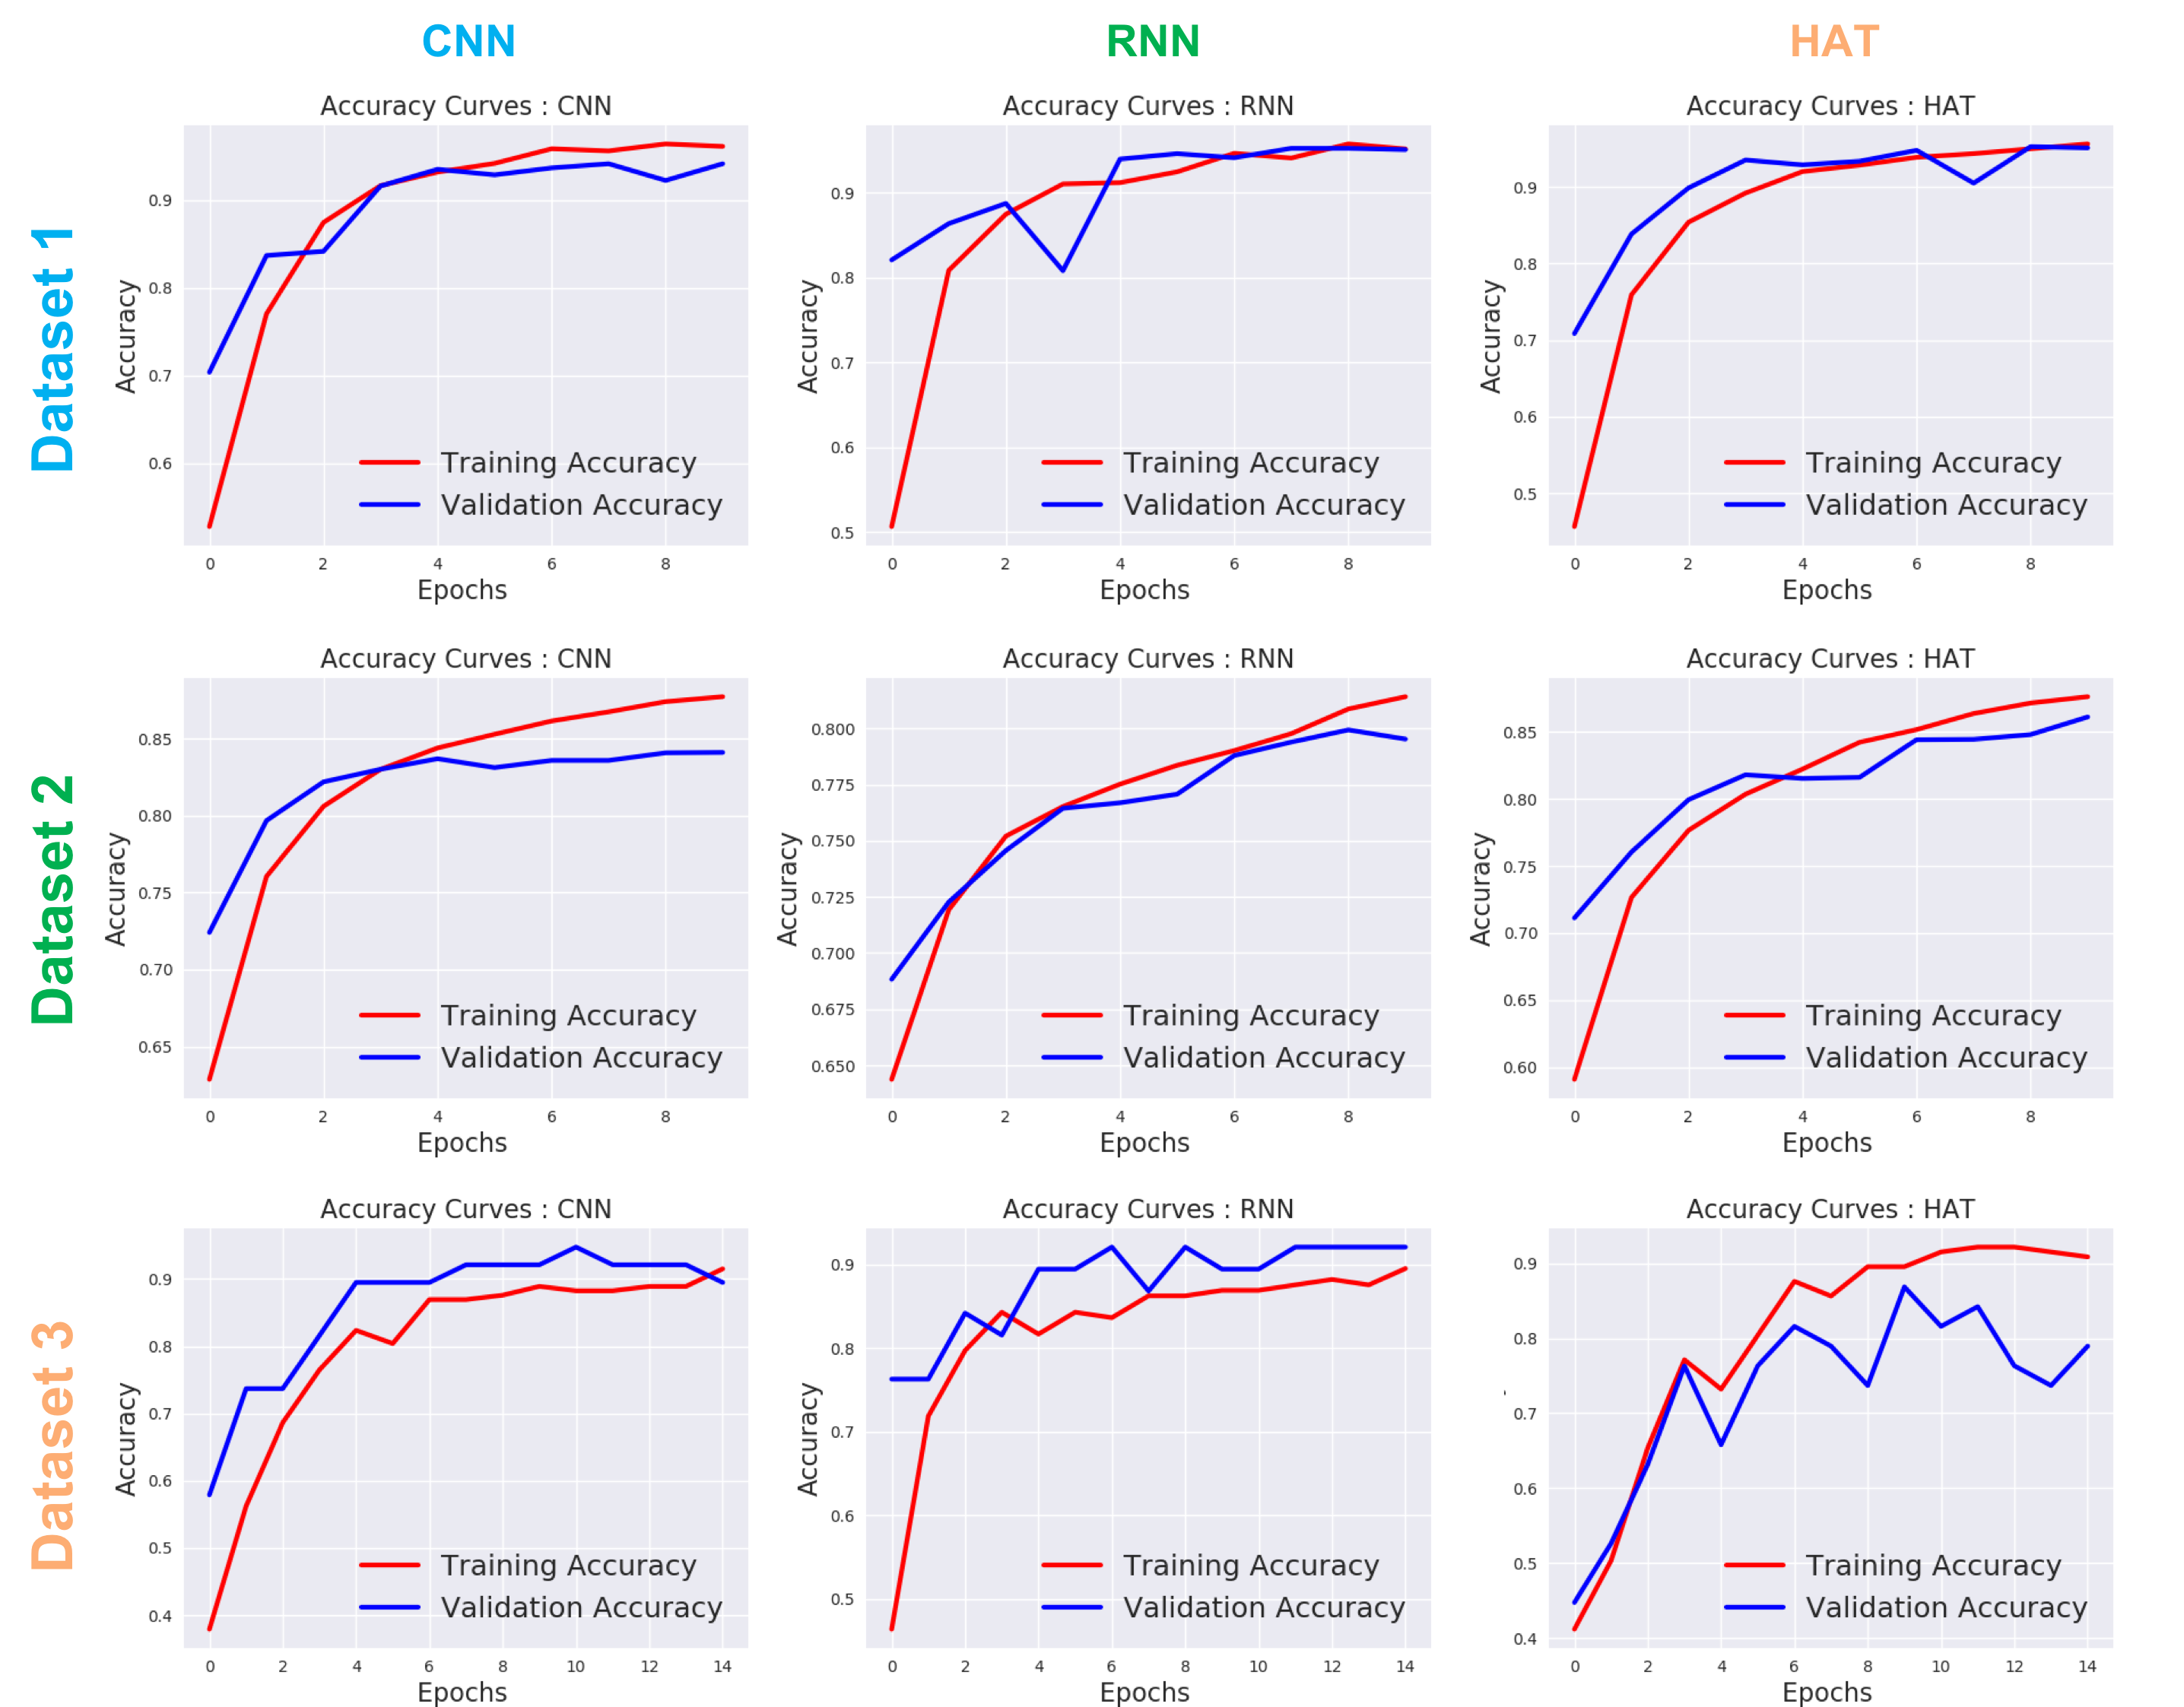 CNN RNN HAT
Dataset 1
Accuracy Curves : CNN
Accuracy
0.9
0.8
0.7
0.6
Training Accuracy
Validation Accuracy
0 2 4 6 8
Epochs
Accuracy Curves : RNN
Accuracy
0.9
0.8
0.7
0.6
0.5
Training Accuracy
Validation Accuracy
0 2 4 6 8
Epochs
Accuracy Curves : HAT
Accuracy
0.9
0.8
0.7
0.6
0.5
Training Accuracy
Validation Accuracy
0 2 4 6 8
Epochs
Dataset 2
Accuracy Curves : CNN
Accuracy
0.85
0.80
0.75
0.70
0.65
Training Accuracy
Validation Accuracy
0 2 4 6 8
Epochs
Accuracy Curves : RNN
Accuracy
0.800
0.775
0.750
0.725
0.700
0.675
0.650
Training Accuracy
Validation Accuracy
0 2 4 6 8
Epochs
Accuracy Curves : HAT
Accuracy
0.85
0.80
0.75
0.70
0.65
0.60
Training Accuracy
Validation Accuracy
0 2 4 6 8
Epochs
Dataset 3
Accuracy Curves : CNN
Accuracy
0.9
0.8
0.7
0.6
0.5
0.4
Training Accuracy
Validation Accuracy
0 2 4 6 8 10 12 14
Epochs
Accuracy Curves : RNN
Accuracy
0.9
0.8
0.7
0.6
0.5
Training Accuracy
Validation Accuracy
0 2 4 6 8 10 12 14
Epochs
Accuracy Curves : HAT
0.9
0.8
0.7
0.6
0.5
0.4
Training Accuracy
Validation Accuracy
0 2 4 6 8 10 12 14
Epochs